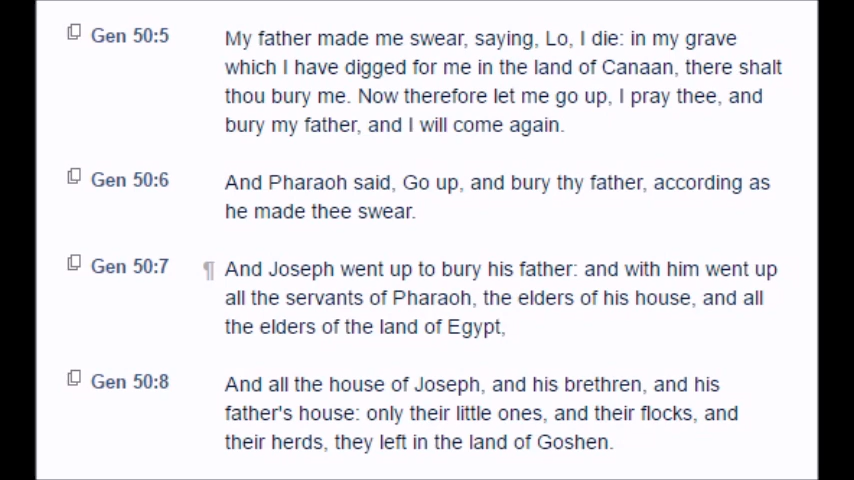 Gen 50:5 My father made me swear, saying, Lo, I die: in my grave
which I have digged for me in the land of Canaan, there shalt
thou bury me. Now therefore let me go up, I pray thee, and
bury my father, and I will come again.
Gen 50:6 And Pharaoh said, Go up, and bury thy father, according as
he made thee swear.
Gen 50:7 ¶ And Joseph went up to bury his father: and with him went up
all the servants of Pharaoh, the elders of his house, and all
the elders of the land of Egypt,
Gen 50:8 And all the house of Joseph, and his brethren, and his
father's house: only their little ones, and their flocks, and
their herds, they left in the land of Goshen.